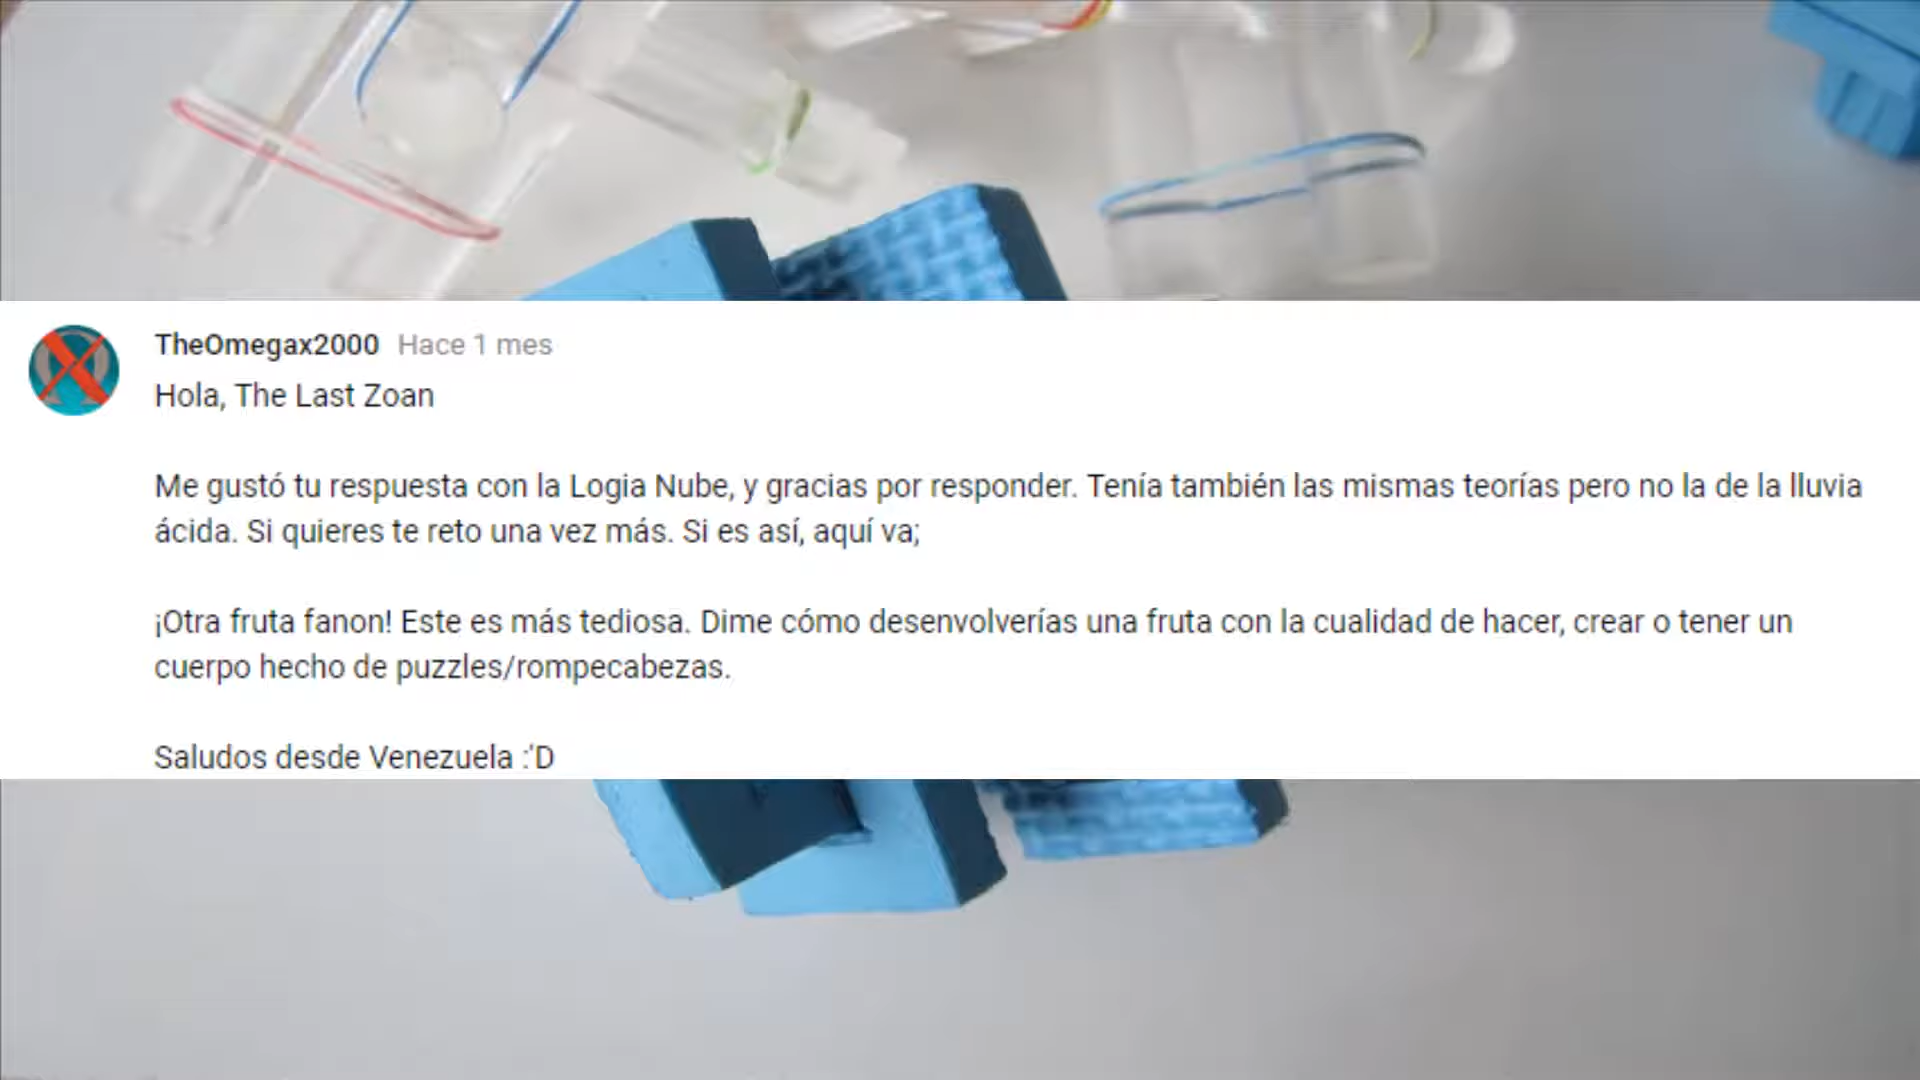 TheOmegax2000 Hace 1 mes
Hola, The Last Zoan
Me gustó tu respuesta con la Logia Nube, y gracias por responder. Tenía también las mismas teorías pero no la de la lluvia
ácida. Si quieres te reto una vez más. Si es así, aquí va;
¡Otra fruta fanon! Este es más tediosa. Dime cómo desenvolverías una fruta con la cualidad de hacer, crear o tener un
cuerpo hecho de puzzles/rompecabezas.
Saludos desde Venezuela :'D